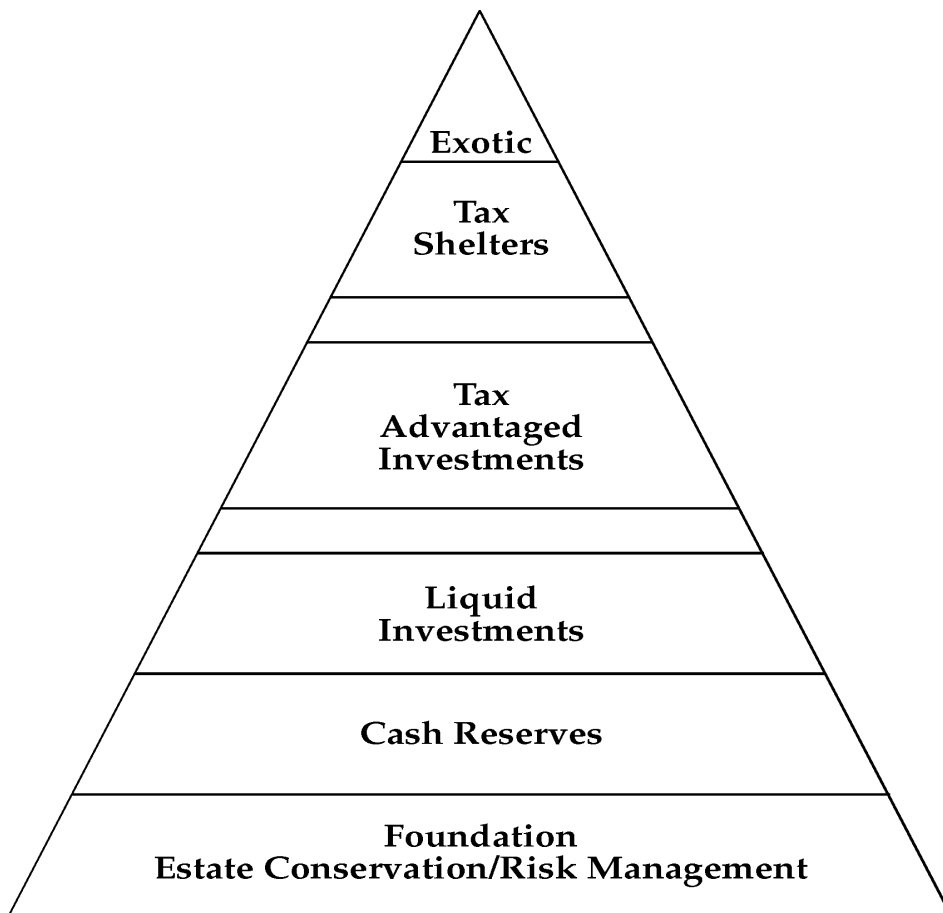 Exotic
Tax
Shelters
Tax
Advantaged
Investments
Liquid
Investments
Cash Reserves
Foundation
Estate Conservation/Risk Management